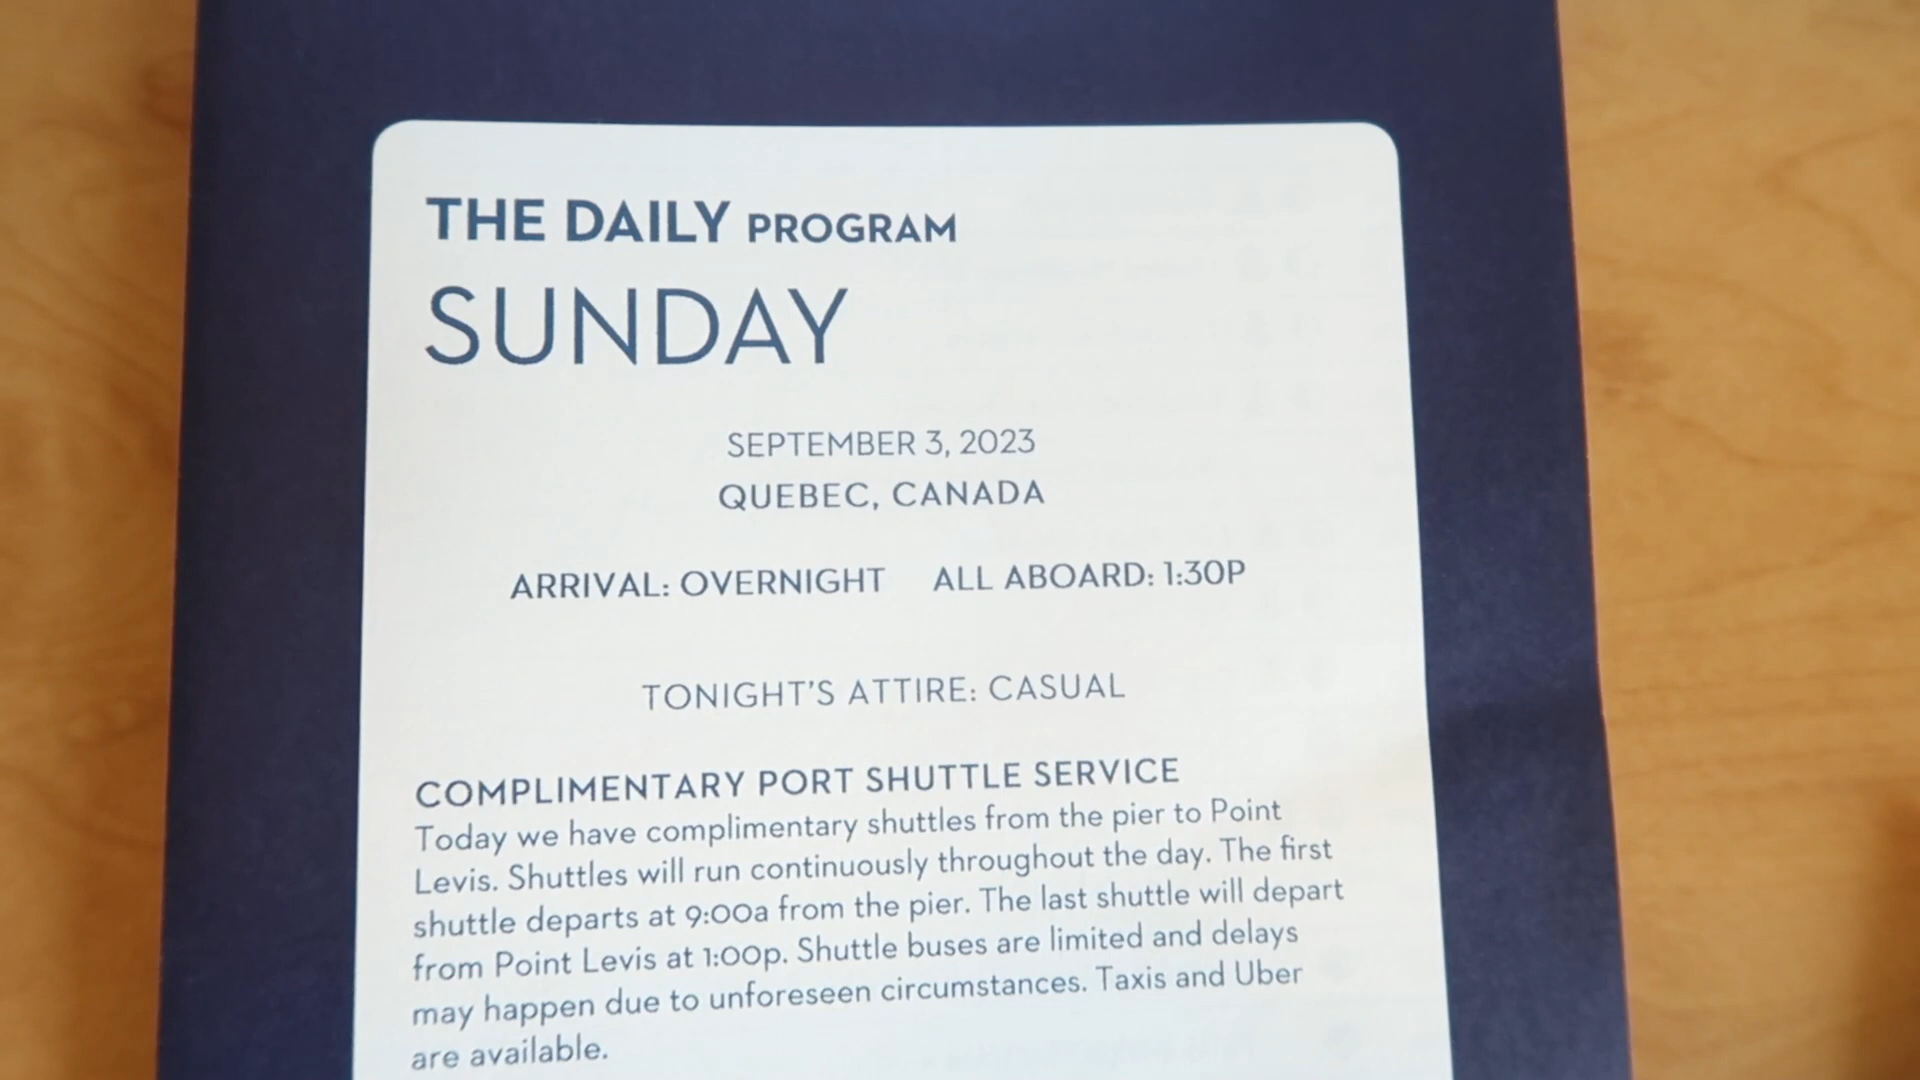 THE DAILY PROGRAM
SUNDAY
SEPTEMBER 3, 2023
QUEBEC, CANADA
ARRIVAL: OVERNIGHT ALL ABOARD: 1:30P
TONIGHT'S ATTIRE: CASUAL
COMPLIMENTARY PORT SHUTTLE SERVICE
Today we have complimentary shuttles from the pier to Point
Levis. Shuttles will run continuously throughout the day. The first
shuttle departs at 9:00a from the pier. The last shuttle will depart
from Point Levis at 1:00p. Shuttle buses are limited and delays
may happen due to unforeseen circumstances. Taxis and Uber
are available.